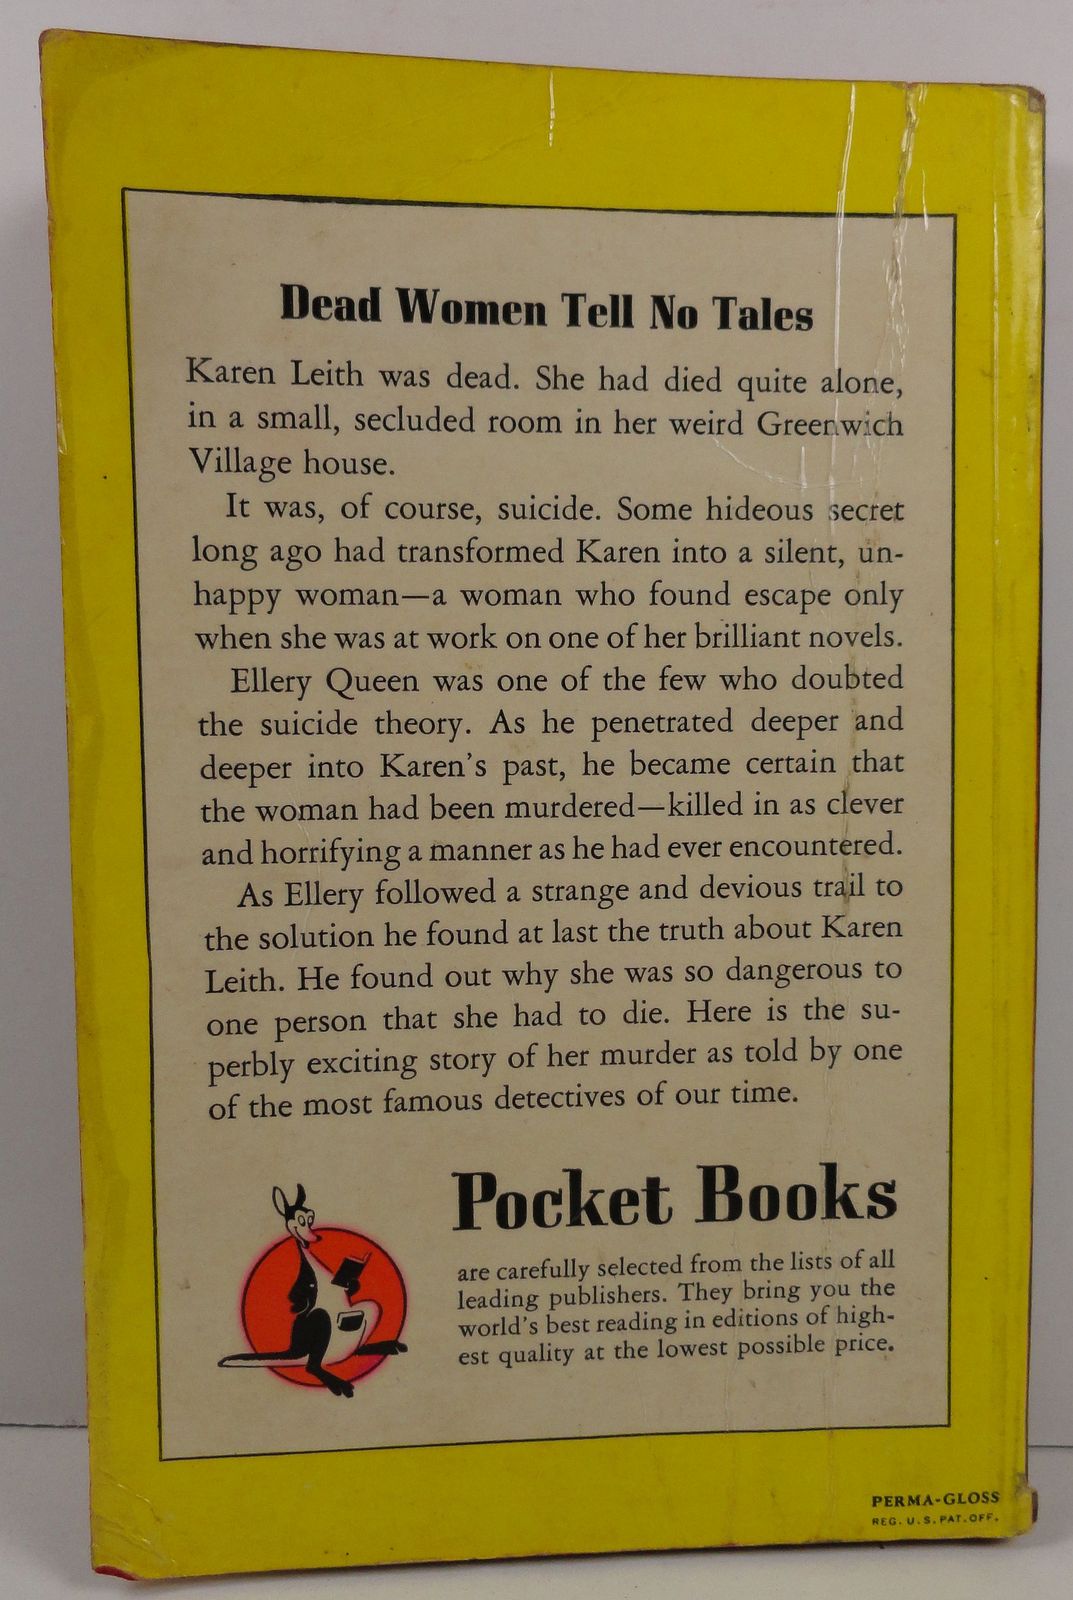 Dead Women Tell No Tales
Karen Leith was dead. She had died quite alone,
in a small, secluded room in her weird Greenwich
Village house.
It was, of course, suicide. Some hideous secret
long ago had transformed Karen into a silent, un-
happy woman—a woman who found escape only
when she was at work on one of her brilliant novels.
Ellery Queen was one of the few who doubted
the suicide theory. As he penetrated deeper and
deeper into Karen's past, he became certain that
the woman had been murdered—killed in as clever
and horrifying a manner as he had ever encountered.
As Ellery followed a strange and devious trail to
the solution he found at last the truth about Karen
Leith. He found out why she was so dangerous to
one person that she had to die. Here is the su-
perbly exciting story of her murder as told by one
of the most famous detectives of our time.
Pocket Books
are carefully selected from the lists of all
leading publishers. They bring you the
world's best reading in editions of high-
est quality at the lowest possible price.
PERMA-GLOSS
REG. U.S. PAT. OFF.